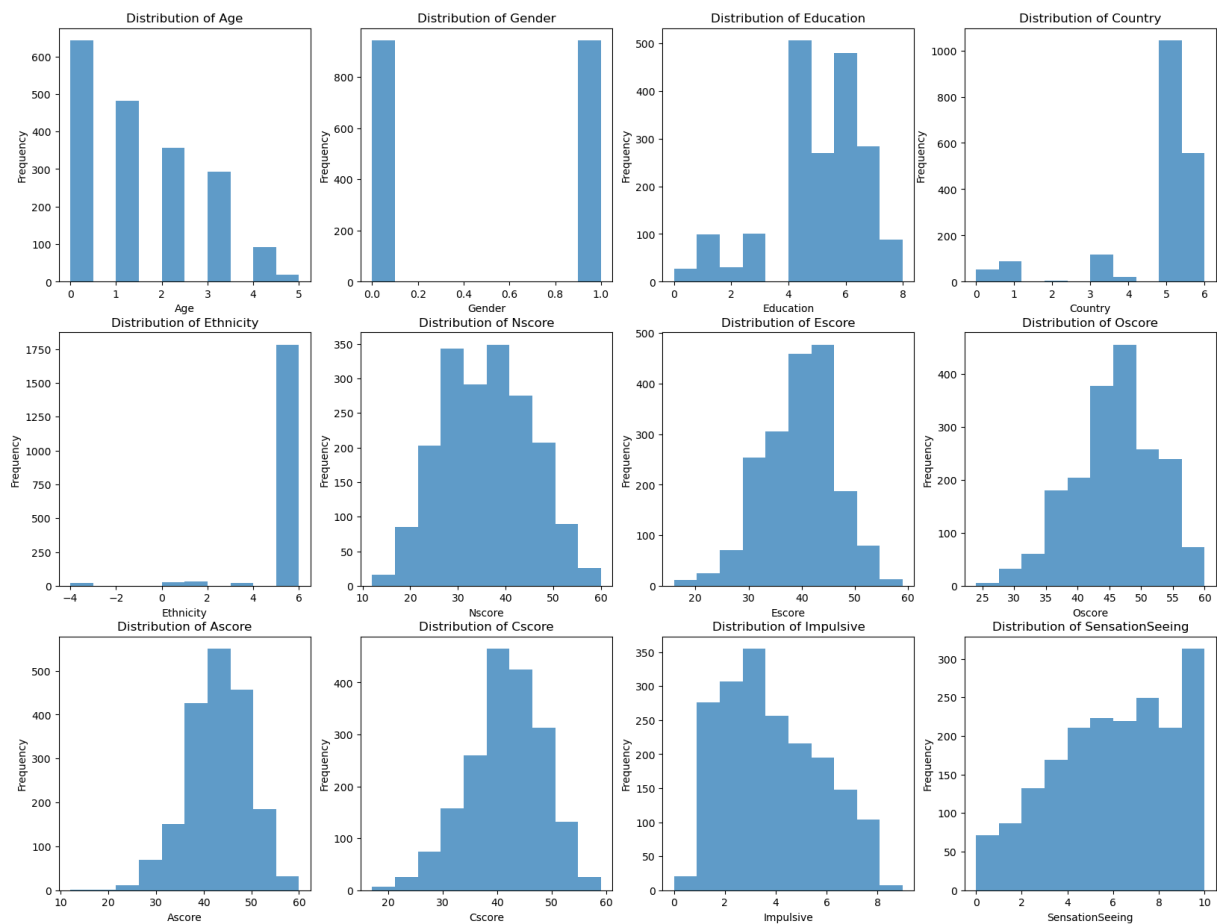 Distribution of Age
Distribution of Gender
Distribution of Education
Distribution of Country
Frequency
600
500
400
300
200
100
0
0 1 2 3 4 5
Age
Frequency
800
600
400
200
0
0.0 0.2 0.4 0.6 0.8 1.0
Gender
Frequency
500
400
300
200
100
0
0 2 4 6 8
Education
Frequency
1000
800
600
400
200
0
0 1 2 3 4 5 6
Country
Distribution of Ethnicity
Distribution of Nscore
Distribution of Escore
Distribution of Oscore
Frequency
1750
1500
1250
1000
750
500
250
0
−4 −2 0 2 4 6
Ethnicity
Frequency
350
300
250
200
150
100
50
0
10 20 30 40 50 60
Nscore
Frequency
500
400
300
200
100
0
20 30 40 50 60
Escore
Frequency
400
300
200
100
0
25 30 35 40 45 50 55 60
Oscore
Distribution of Ascore
Distribution of Cscore
Distribution of Impulsive
Distribution of SensationSeeing
Frequency
500
400
300
200
100
0
10 20 30 40 50 60
Ascore
Frequency
400
300
200
100
0
20 30 40 50 60
Cscore
Frequency
350
300
250
200
150
100
50
0
0 2 4 6 8
Impulsive
Frequency
300
250
200
150
100
50
0
0 2 4 6 8 10
SensationSeeing